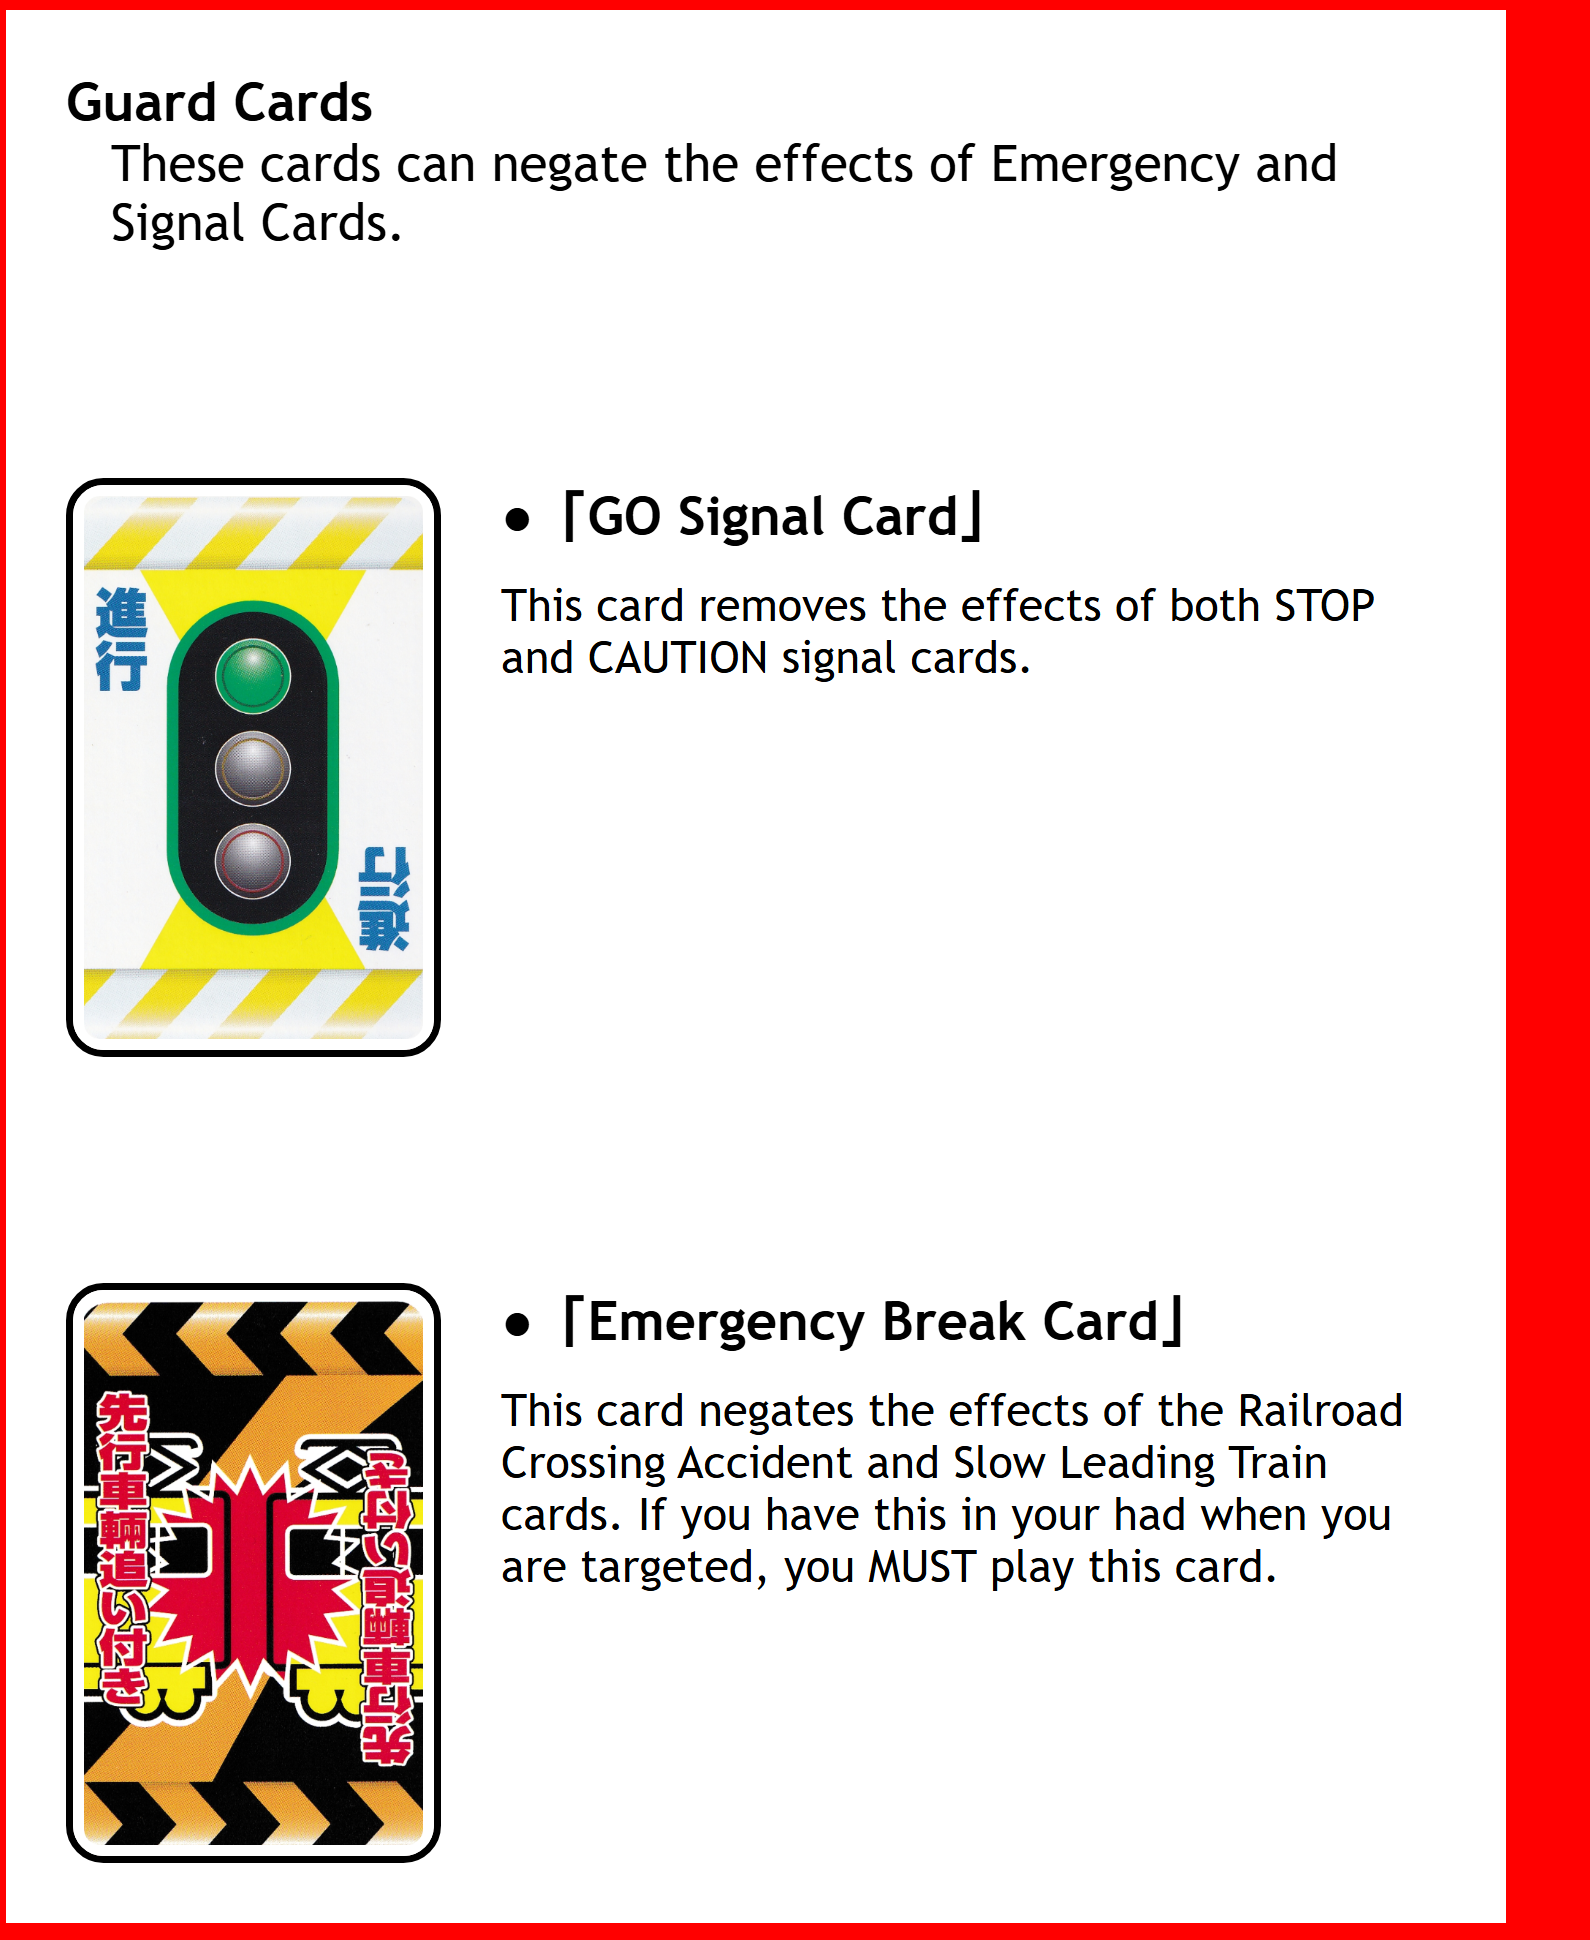 Guard Cards
These cards can negate the effects of Emergency and
Signal Cards.
進行
進行
● 「GO Signal Card」
This card removes the effects of both STOP
and CAUTION signal cards.
先行車輌追い付き
先行車輌追い付き
● 「Emergency Break Card」
This card negates the effects of the Railroad
Crossing Accident and Slow Leading Train
cards. If you have this in your had when you
are targeted, you MUST play this card.